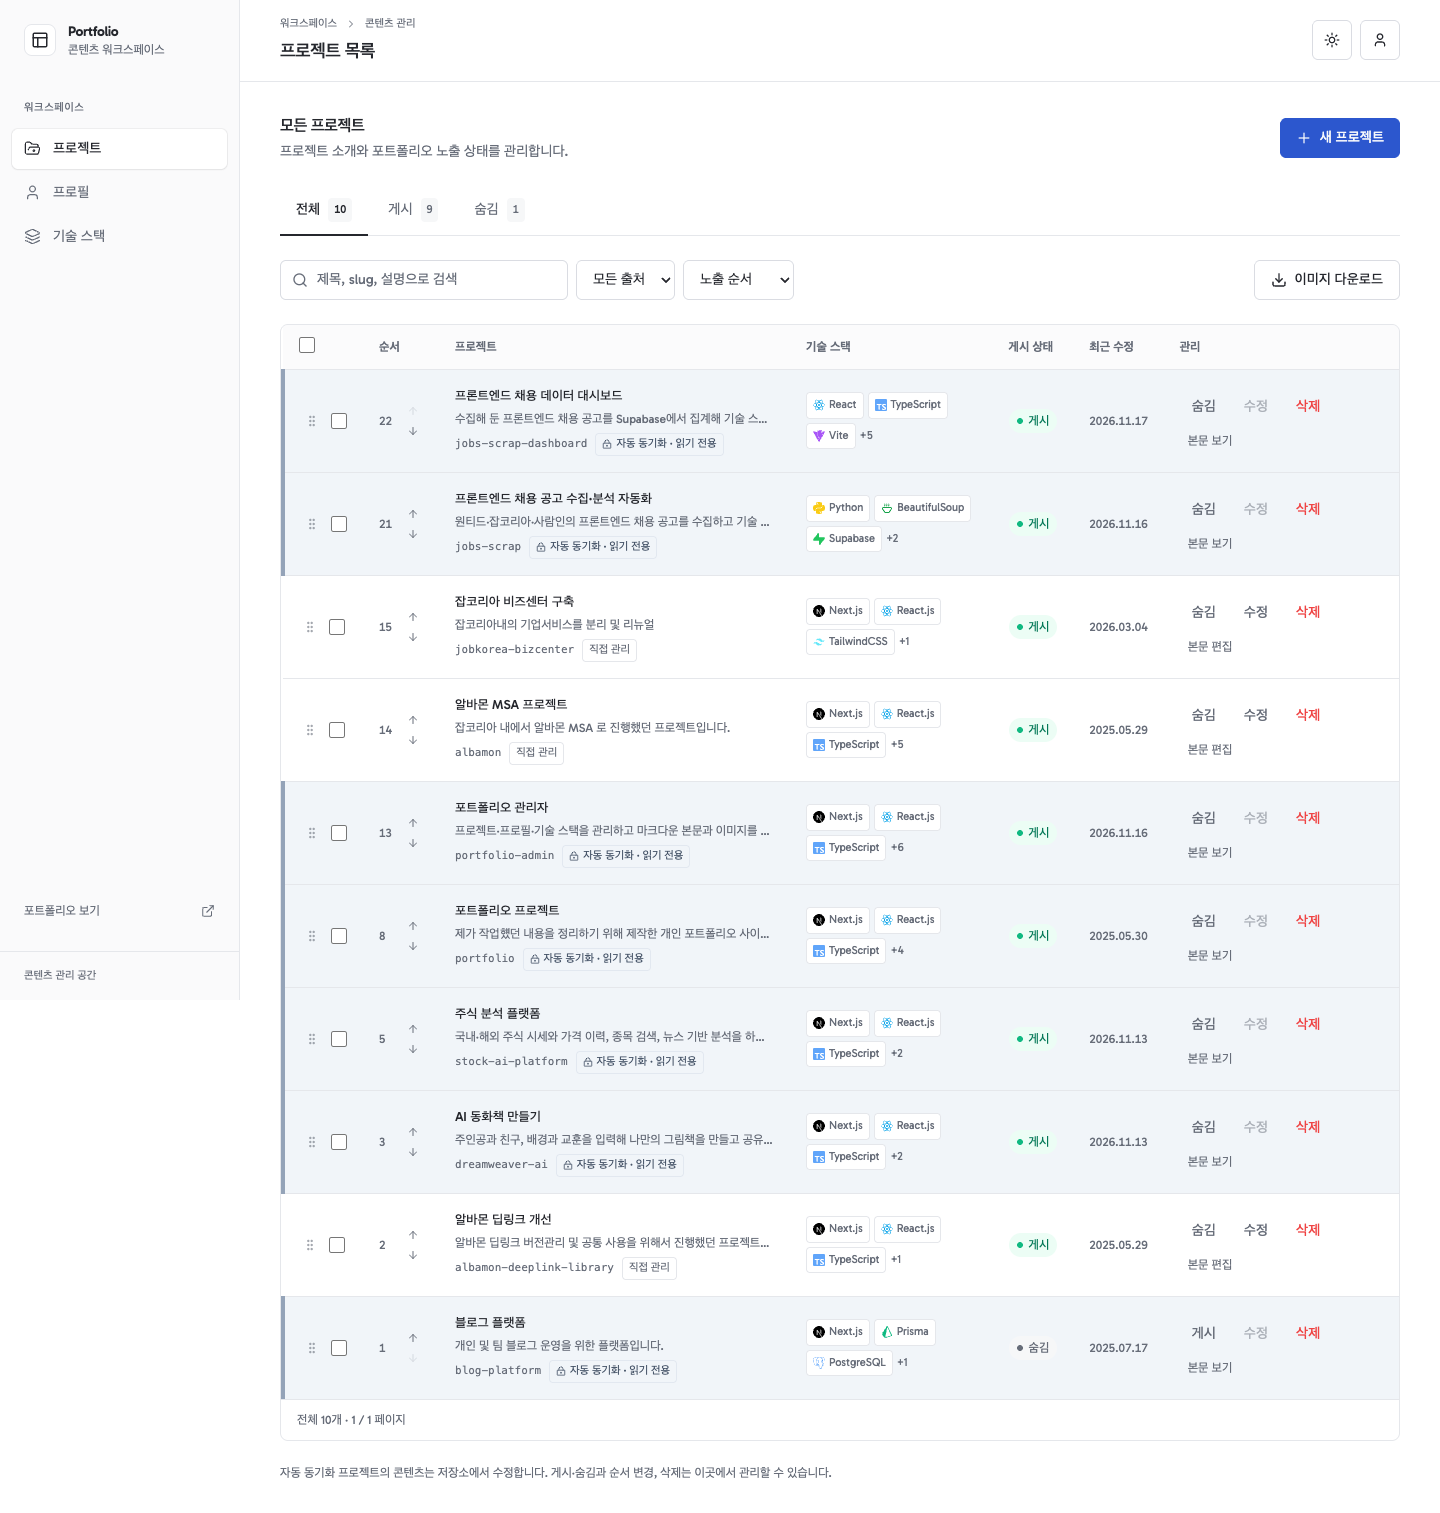 Portfolio
콘텐츠 워크스페이스
워크스페이스
프로젝트
프로필
기술 스택
포트폴리오 보기
콘텐츠 관리 공간
워크스페이스 > 콘텐츠 관리
프로젝트 목록
모든 프로젝트
프로젝트 소개와 포트폴리오 노출 상태를 관리합니다.
새 프로젝트
전체 10 게시 9 숨김 1
제목, slug, 설명으로 검색
모든 출처
노출 순서
이미지 다운로드
순서 프로젝트 기술 스택 게시 상태 최근 수정 관리
22
프론트엔드 채용 데이터 대시보드
수집해 둔 프론트엔드 채용 공고를 Supabase에서 집계해 기술 스...
jobs-scrap-dashboard 자동 동기화 · 읽기 전용
React TypeScript
Vite +5
게시
2026.11.17
숨김 수정 삭제
본문 보기
21
프론트엔드 채용 공고 수집·분석 자동화
원티드·잡코리아·사람인의 프론트엔드 채용 공고를 수집하고 기술 ...
jobs-scrap 자동 동기화 · 읽기 전용
Python BeautifulSoup
Supabase +2
게시
2026.11.16
숨김 수정 삭제
본문 보기
15
잡코리아 비즈센터 구축
잡코리아내의 기업서비스를 분리 및 리뉴얼
jobkorea-bizcenter 직접 관리
Next.js React.js
TailwindCSS +1
게시
2026.03.04
숨김 수정 삭제
본문 편집
14
알바몬 MSA 프로젝트
잡코리아 내에서 알바몬 MSA 로 진행했던 프로젝트입니다.
albamon 직접 관리
Next.js React.js
TypeScript +5
게시
2025.05.29
숨김 수정 삭제
본문 편집
13
포트폴리오 관리자
프로젝트·프로필·기술 스택을 관리하고 마크다운 본문과 이미지를 ...
portfolio-admin 자동 동기화 · 읽기 전용
Next.js React.js
TypeScript +6
게시
2026.11.16
숨김 수정 삭제
본문 보기
8
포트폴리오 프로젝트
제가 작업했던 내용을 정리하기 위해 제작한 개인 포트폴리오 사이...
portfolio 자동 동기화 · 읽기 전용
Next.js React.js
TypeScript +4
게시
2025.05.30
숨김 수정 삭제
본문 보기
5
주식 분석 플랫폼
국내·해외 주식 시세와 가격 이력, 종목 검색, 뉴스 기반 분석을 하...
stock-ai-platform 자동 동기화 · 읽기 전용
Next.js React.js
TypeScript +2
게시
2026.11.13
숨김 수정 삭제
본문 보기
3
AI 동화책 만들기
주인공과 친구, 배경과 교훈을 입력해 나만의 그림책을 만들고 공유...
dreamweaver-ai 자동 동기화 · 읽기 전용
Next.js React.js
TypeScript +2
게시
2026.11.13
숨김 수정 삭제
본문 보기
2
알바몬 딥링크 개선
알바몬 딥링크 버전관리 및 공통 사용을 위해서 진행했던 프로젝트...
albamon-deeplink-library 직접 관리
Next.js React.js
TypeScript +1
게시
2025.05.29
숨김 수정 삭제
본문 편집
1
블로그 플랫폼
개인 및 팀 블로그 운영을 위한 플랫폼입니다.
blog-platform 자동 동기화 · 읽기 전용
Next.js Prisma
PostgreSQL +1
숨김
2025.07.17
게시 수정 삭제
본문 보기
전체 10개 · 1 / 1 페이지
자동 동기화 프로젝트의 콘텐츠는 저장소에서 수정합니다. 게시·숨김과 순서 변경, 삭제는 이곳에서 관리할 수 있습니다.